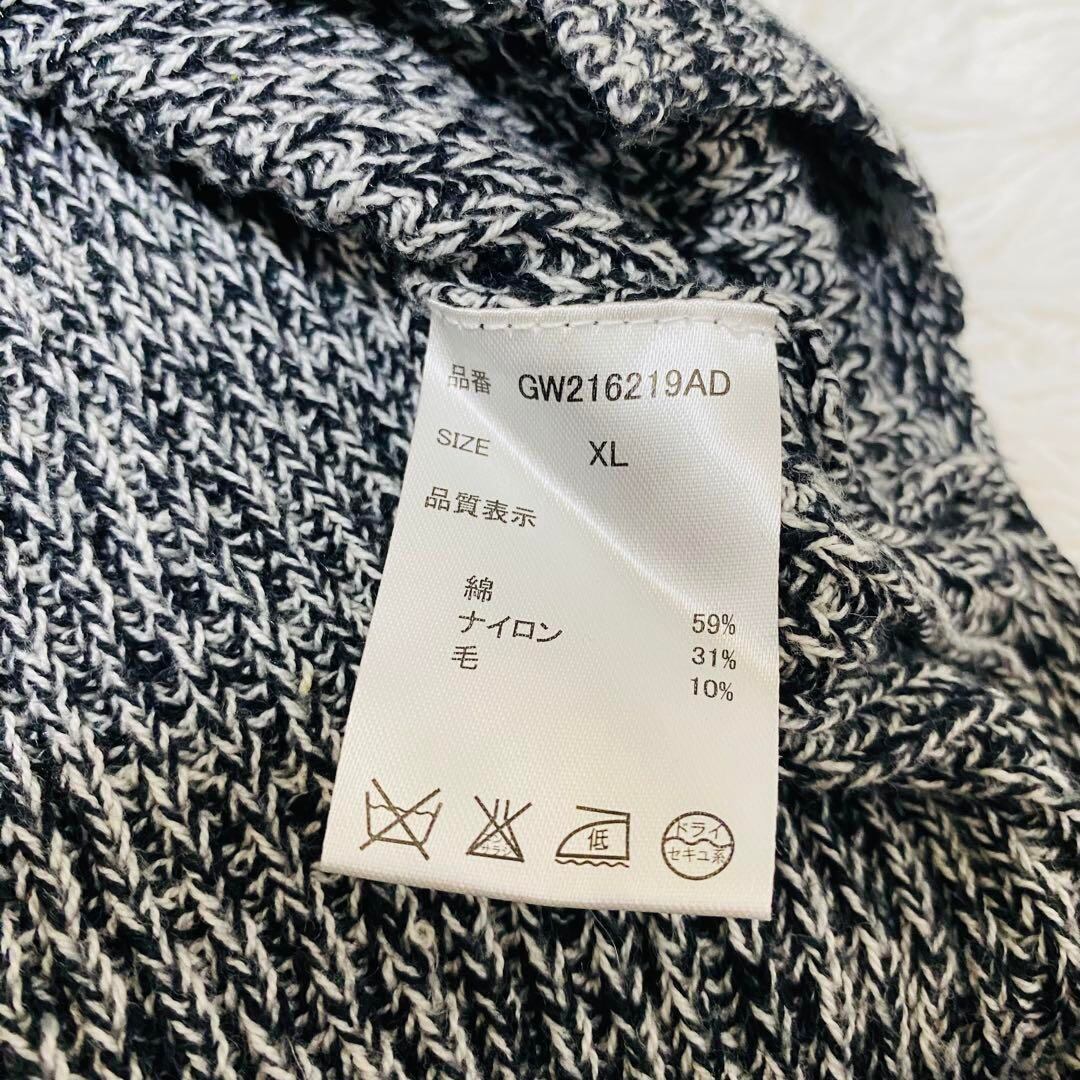 品番 GW216219AD
SIZE XL
品質表示
綿 59%
ナイロン 31%
毛 10%
低
ドライ
セキユ系